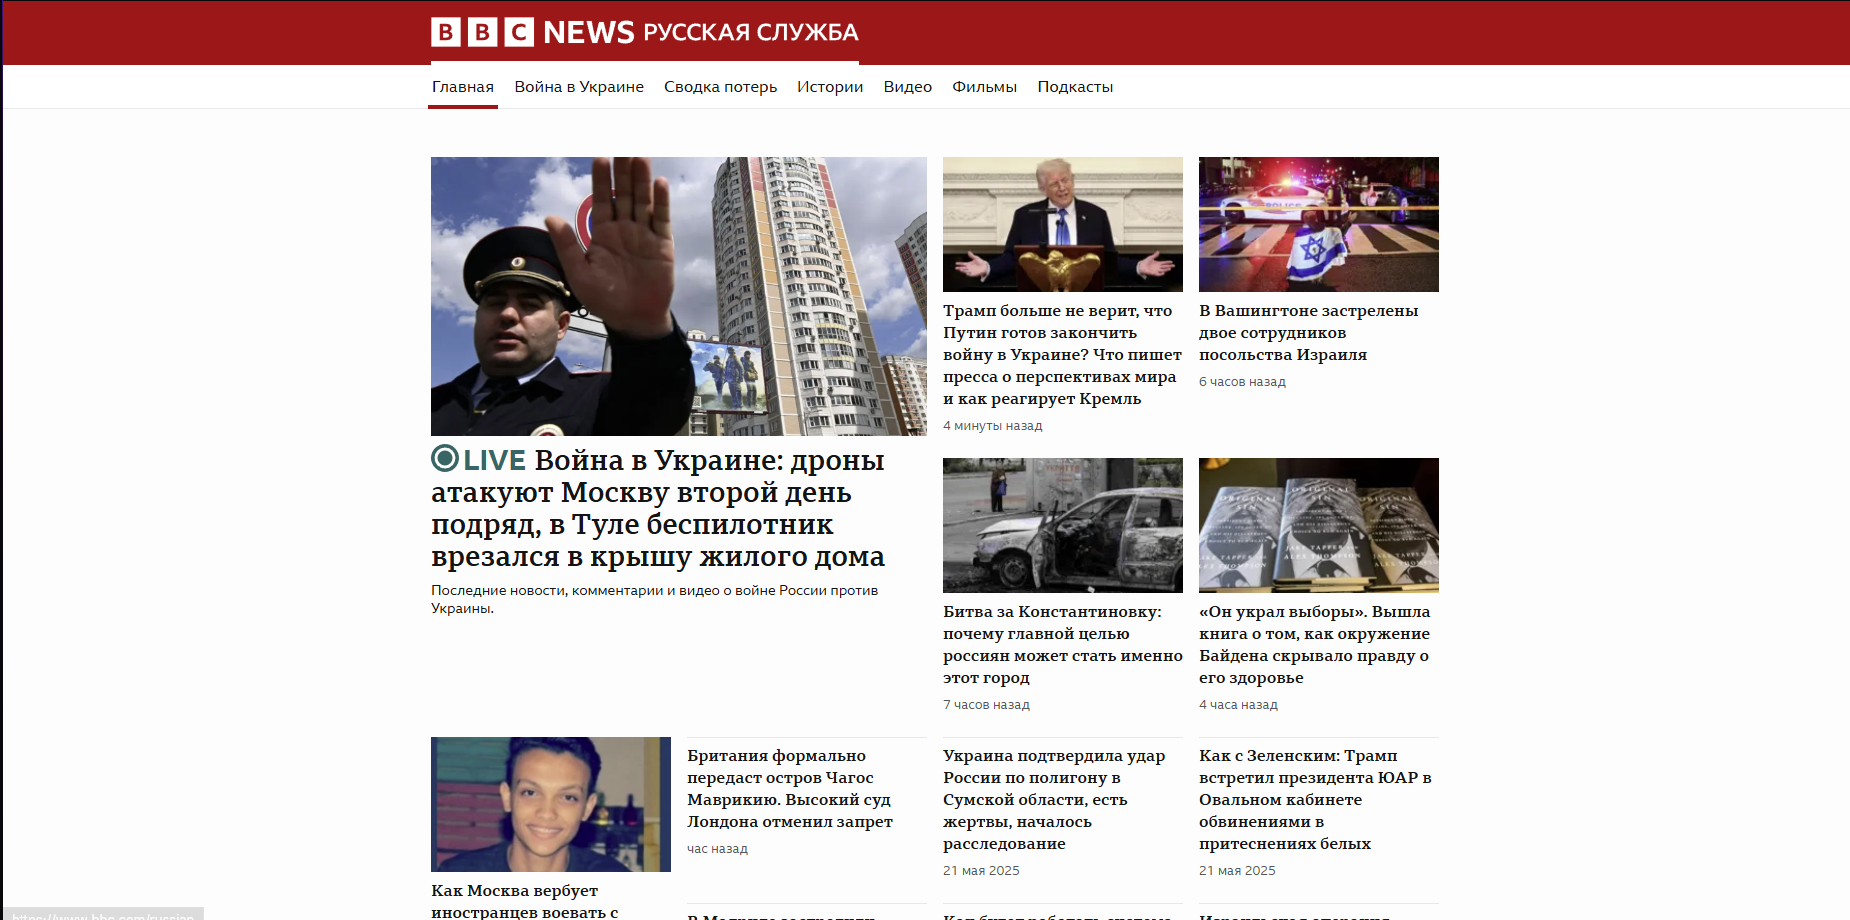 BBC NEWS РУССКАЯ СЛУЖБА
Главная
Война в Украине
Сводка потерь
Истории
Видео
Фильмы
Подкасты
LIVE Война в Украине: дроны
атакуют Москву второй день
подряд, в Туле беспилотник
врезался в крышу жилого дома
Последние новости, комментарии и видео о войне России против
Украины.
Трамп больше не верит, что
Путин готов закончить
войну в Украине? Что пишет
пресса о перспективах мира
и как реагирует Кремль
4 минуты назад
POLICE
В Вашингтоне застрелены
двое сотрудников
посольства Израиля
6 часов назад
Битва за Константиновку:
почему главной целью
россиян может стать именно
этот город
7 часов назад
ORIGINAL
SIN
JAKE TAPPER
ALEX THOMPSON
«Он украл выборы». Вышла
книга о том, как окружение
Байдена скрывало правду о
его здоровье
4 часа назад
Как Москва вербует
иностранцев воевать с
Британия формально
передаст остров Чагос
Маврикию. Высокий суд
Лондона отменил запрет
час назад
Украина подтвердила удар
России по полигону в
Сумской области, есть
жертвы, началось
расследование
21 мая 2025
Как с Зеленским: Трамп
встретил президента ЮАР в
Овальном кабинете
обвинениями в
притеснениях белых
21 мая 2025
https://www.bbc.com/russian